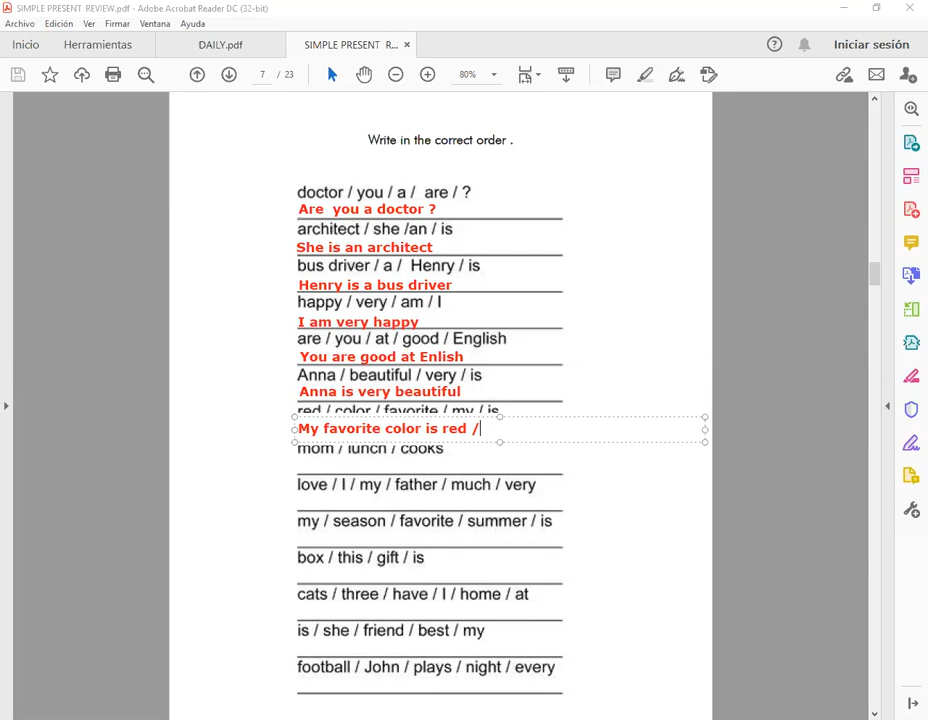 SIMPLE PRESENT REVIEW.pdf - Adobe Acrobat Reader DC (32-bit)
Archivo Edición Ver Firmar Ventana Ayuda
Inicio Herramientas DAILY.pdf SIMPLE PRESENT R... × Iniciar sesión
7 / 23 80%
Write in the correct order .
doctor / you / a / are / ?
Are you a doctor ?
architect / she /an / is
She is an architect
bus driver / a / Henry / is
Henry is a bus driver
happy / very / am / I
I am very happy
are / you / at / good / English
You are good at Enlish
Anna / beautiful / very / is
Anna is very beautiful
red / color / favorite / my / is
My favorite color is red /
mom / lunch / cooks
love / I / my / father / much / very
my / season / favorite / summer / is
box / this / gift / is
cats / three / have / I / home / at
is / she / friend / best / my
football / John / plays / night / every